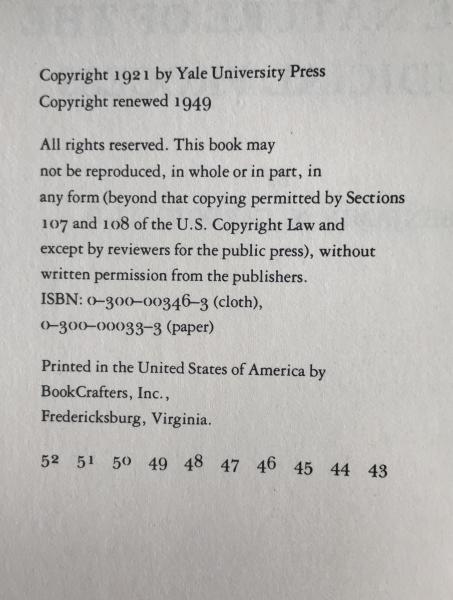 Copyright 1921 by Yale University Press
Copyright renewed 1949
All rights reserved. This book may
not be reproduced, in whole or in part, in
any form (beyond that copying permitted by Sections
107 and 108 of the U.S. Copyright Law and
except by reviewers for the public press), without
written permission from the publishers.
ISBN: 0–300–00346–3 (cloth),
0–300–00033–3 (paper)
Printed in the United States of America by
BookCrafters, Inc.,
Fredericksburg, Virginia.
52 51 50 49 48 47 46 45 44 43